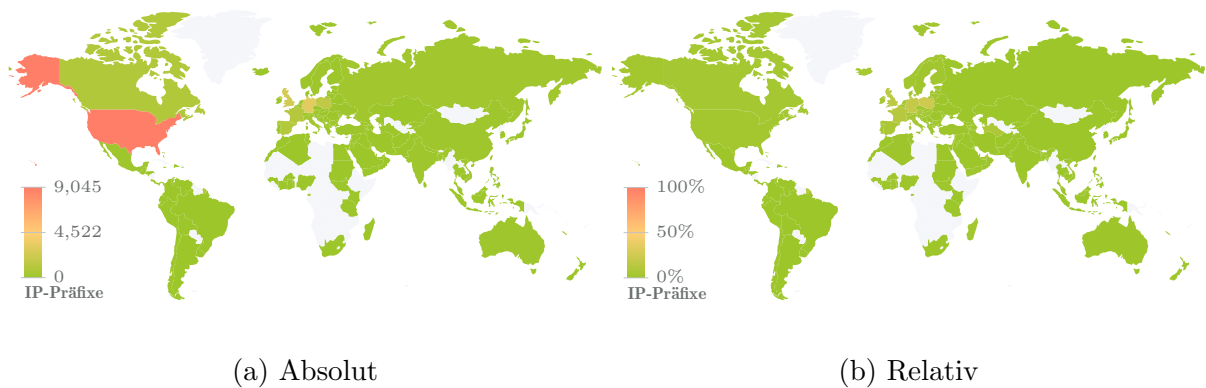 9,045
4,522
0
IP-Präfixe
100%
50%
0%
IP-Präfixe
(a) Absolut
(b) Relativ